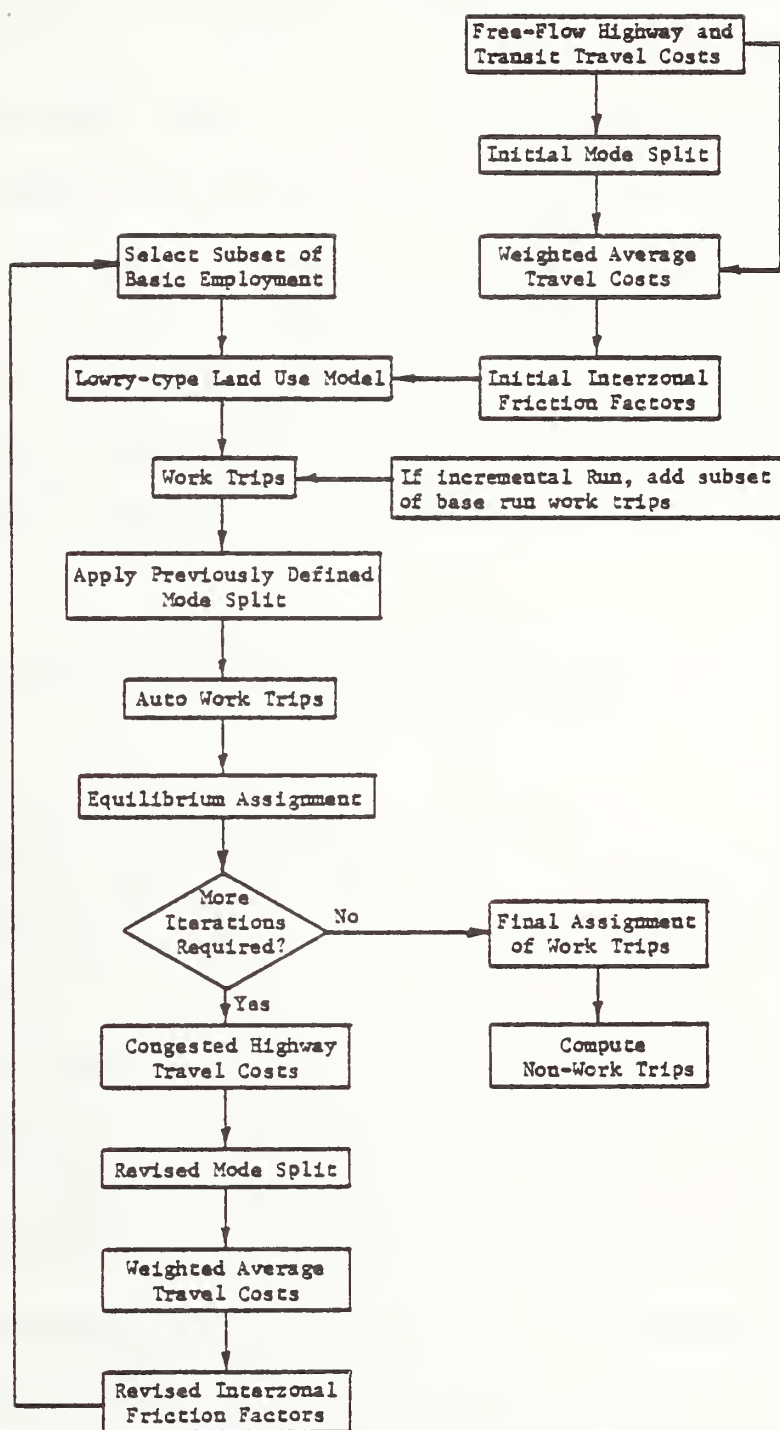 Free-Flow Highway and
Transit Travel Costs
Initial Mode Split
Select Subset of
Basic Employment
Weighted Average
Travel Costs
Lowry-type Land Use Model
Initial Interzonal
Friction Factors
Work Trips
If incremental Run, add subset
of base run work trips
Apply Previously Defined
Mode Split
Auto Work Trips
Equilibrium Assignment
More
Iterations
Required?
No
Final Assignment
of Work Trips
Yes
Compute
Non-Work Trips
Congested Highway
Travel Costs
Revised Mode Split
Weighted Average
Travel Costs
Revised Interzonal
Friction Factors